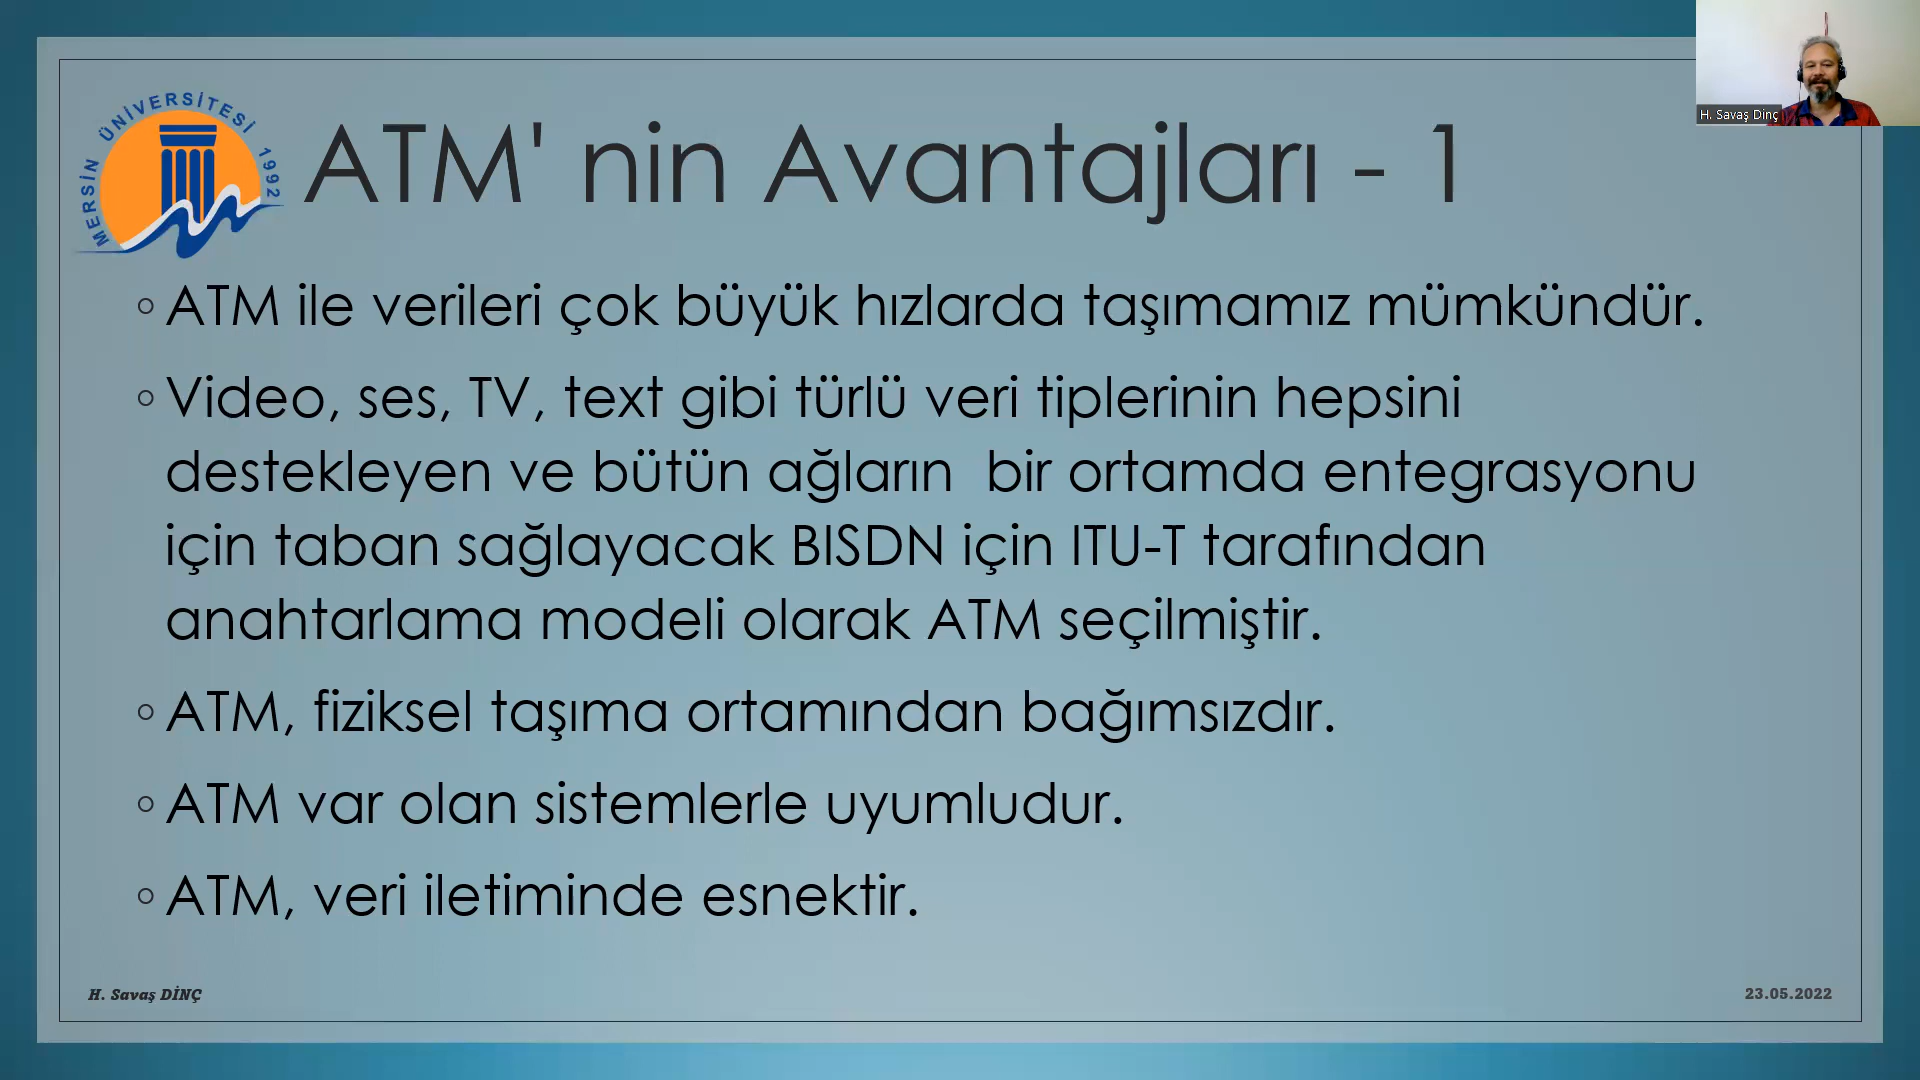 MERSİN ÜNİVERSİTESİ 1992
ATM' nin Avantajları - 1
H. Savaş Dinç
◦ ATM ile verileri çok büyük hızlarda taşımamız mümkündür.
◦ Video, ses, TV, text gibi türlü veri tiplerinin hepsini
destekleyen ve bütün ağların  bir ortamda entegrasyonu
için taban sağlayacak BISDN için ITU-T tarafından
anahtarlama modeli olarak ATM seçilmiştir.
◦ ATM, fiziksel taşıma ortamından bağımsızdır.
◦ ATM var olan sistemlerle uyumludur.
◦ ATM, veri iletiminde esnektir.
H. Savaş DİNÇ
23.05.2022